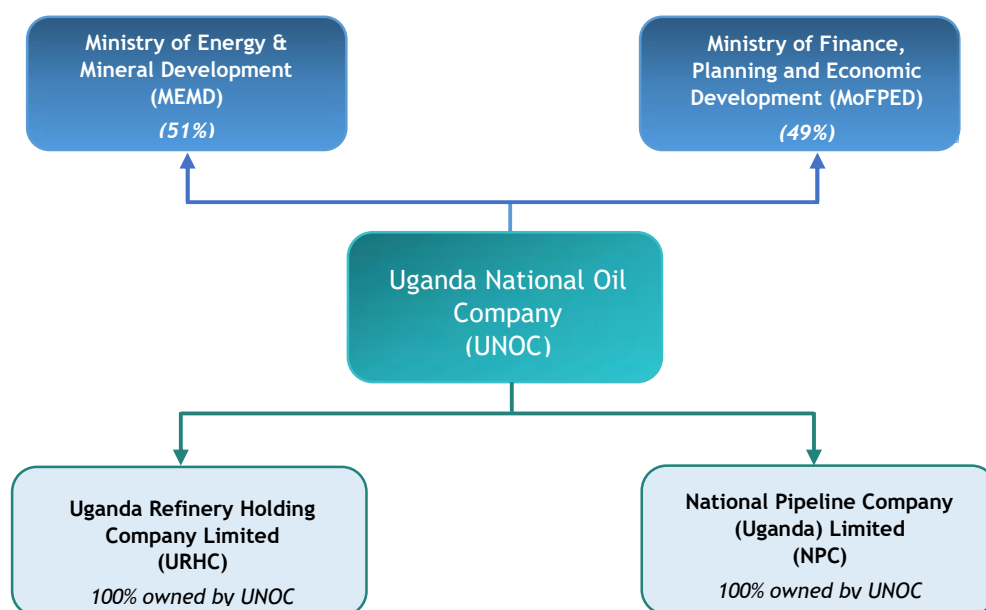 Ministry of Energy &
Mineral Development
(MEMD)
(51%)
Ministry of Finance,
Planning and Economic
Development (MoFPED)
(49%)
Uganda National Oil
Company
(UNOC)
Uganda Refinery Holding
Company Limited
(URHC)
100% owned by UNOC
National Pipeline Company
(Uganda) Limited
(NPC)
100% owned by UNOC